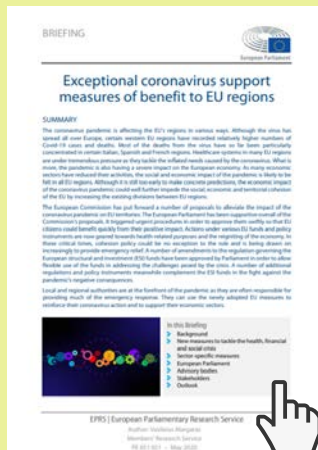 BRIEFING
European Parliament
Exceptional coronavirus support
measures of benefit to EU regions
SUMMARY
The coronavirus pandemic is affecting the EU's regions in various ways. Although the virus has
spread all over Europe, certain western EU regions have recorded relatively higher numbers of
Covid-19 cases and deaths. Most of the deaths from the virus have so far been particularly
concentrated in certain Italian, Spanish and French regions. Healthcare systems in many EU regions
are under tremendous pressure as they tackle the inflated needs caused by the coronavirus. What is
more, the pandemic is also having a severe impact on the European economy. As many economic
sectors have reduced their activities, the social and economic impact of the pandemic is likely to be
felt in all EU regions. Although it is still too early to make concrete predictions, the economic impact
of the coronavirus pandemic could well further impede the social, economic and territorial cohesion
of the EU by increasing the existing divisions between EU regions.
The European Commission has put forward a number of proposals to alleviate the impact of the
coronavirus pandemic on EU territories. The European Parliament has been supportive overall of the
Commission's proposals. It triggered urgent procedures in order to approve them swiftly so that EU
citizens could benefit quickly from their positive impact. Actions under various EU funds and policy
instruments are now geared towards health-related purposes and the reigniting of the economy. In
these critical times, cohesion policy could be no exception to the rule and is being drawn on
increasingly to provide emergency relief. A number of amendments to the regulation governing the
European structural and investment (ESI) funds have been approved by Parliament in order to allow
flexible use of the funds in addressing the challenges posed by the crisis. A number of additional
regulations and policy instruments meanwhile complement the ESI funds in the fight against the
pandemic's negative consequences.
Local and regional authorities are at the forefront of the pandemic as they are often responsible for
providing much of the emergency response. They can use the newly adopted EU measures to
reinforce their coronavirus action and to support their economic sectors.
In this Briefing
Background
New measures to tackle the health, financial
and social crisis
Sector specific measures
European Parliament
Advisory bodies
Stakeholders
Outlook
EPRS | European Parliamentary Research Service
Author: Vasileios Margaras
Members' Research Service
PE 651.901 – May 2020